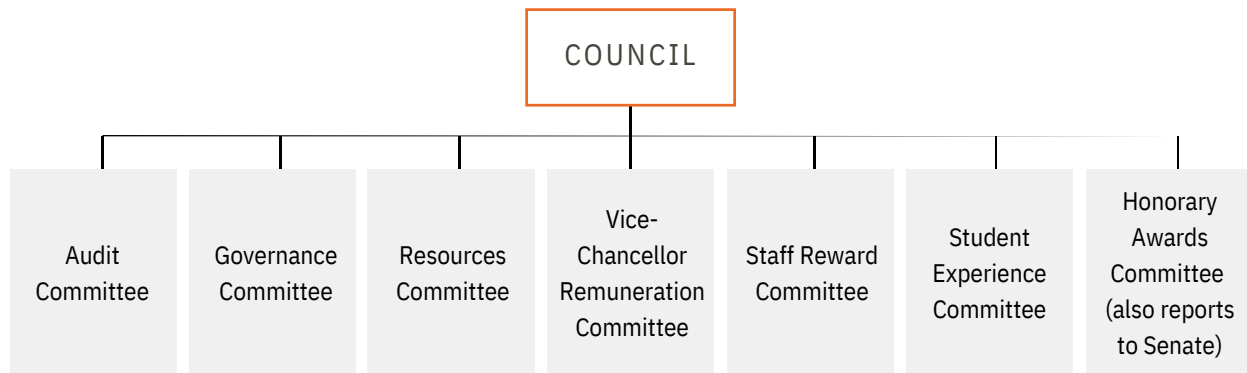 COUNCIL
Audit
Committee
Governance
Committee
Resources
Committee
Vice-
Chancellor
Remuneration
Committee
Staff Reward
Committee
Student
Experience
Committee
Honorary
Awards
Committee
(also reports
to Senate)